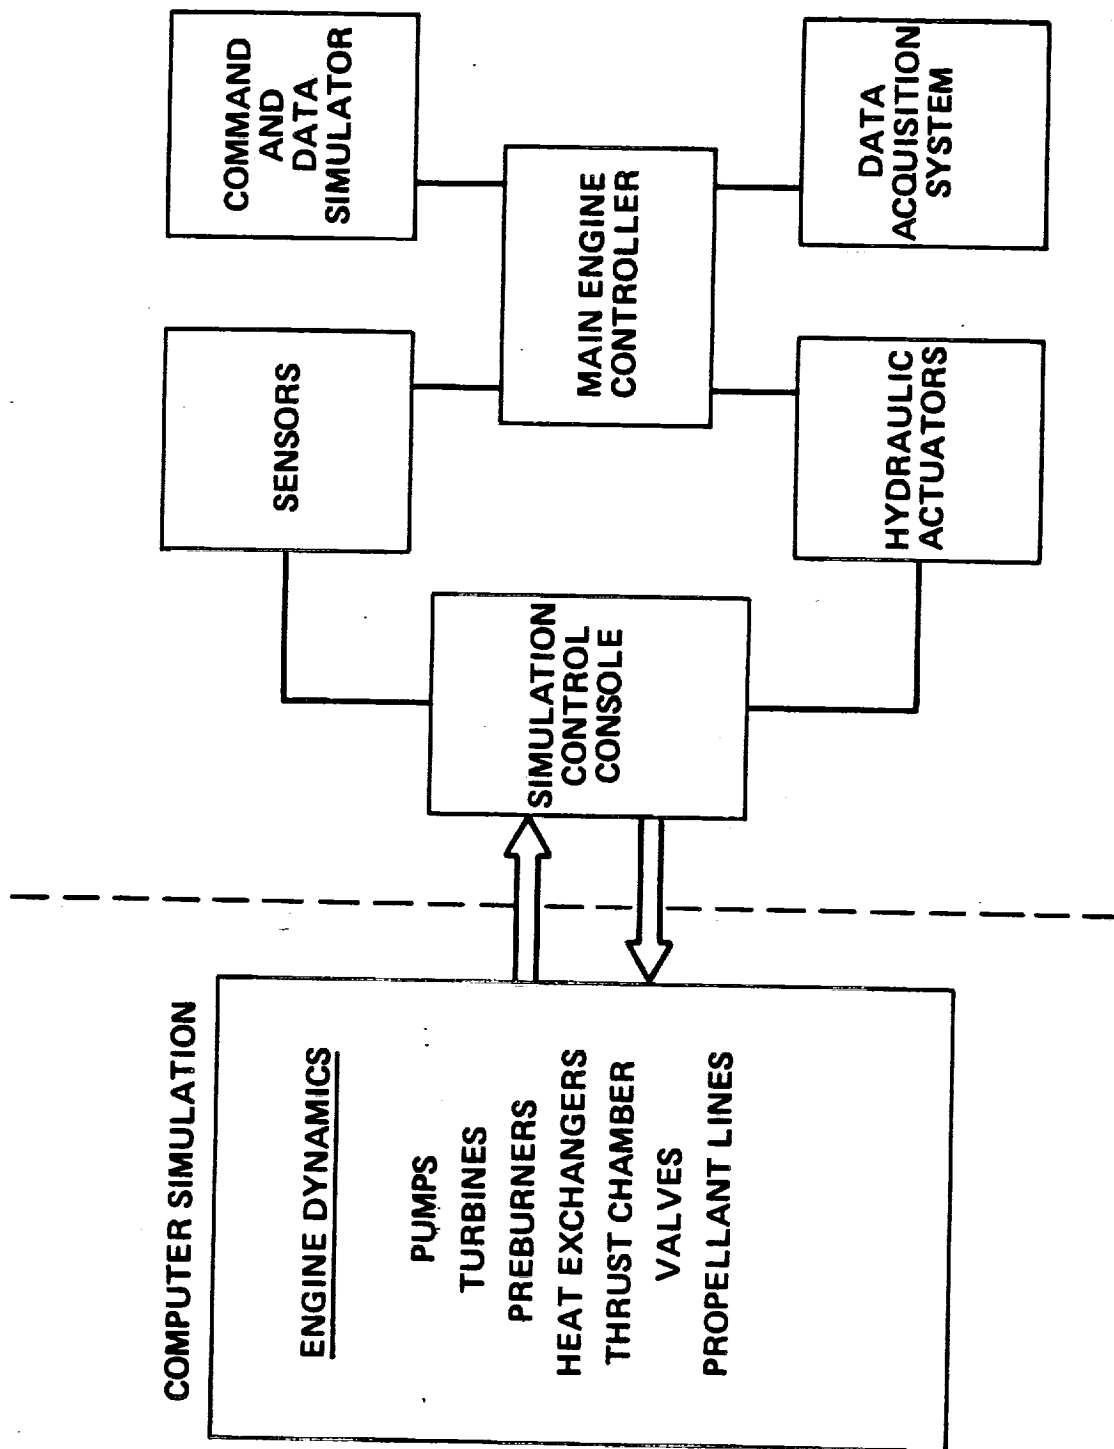 COMPUTER SIMULATION
ENGINE DYNAMICS
PUMPS
TURBINES
PREBURNERS
HEAT EXCHANGERS
THRUST CHAMBER
VALVES
PROPELLANT LINES
SIMULATION
CONTROL
CONSOLE
SENSORS
HYDRAULIC
ACTUATORS
MAIN ENGINE
CONTROLLER
COMMAND
AND
DATA
SIMULATOR
DATA
ACQUISITION
SYSTEM